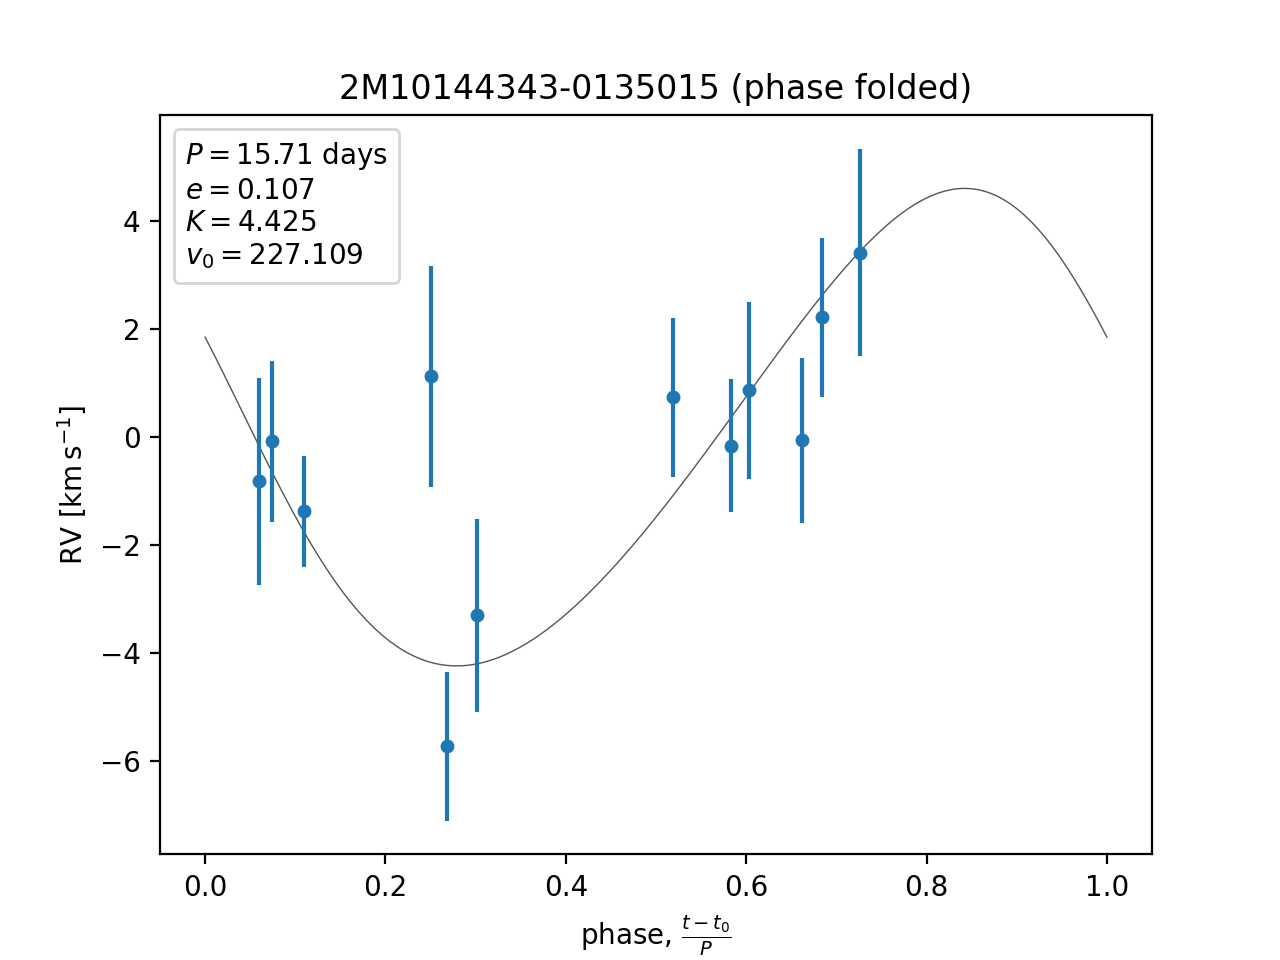 2M10144343-0135015 (phase folded)
P = 15.71 days
e = 0.107
K = 4.425
v₀ = 227.109
4
2
0
−2
−4
−6
RV [km s⁻¹]
0.0 0.2 0.4 0.6 0.8 1.0
phase, (t − t₀)/P